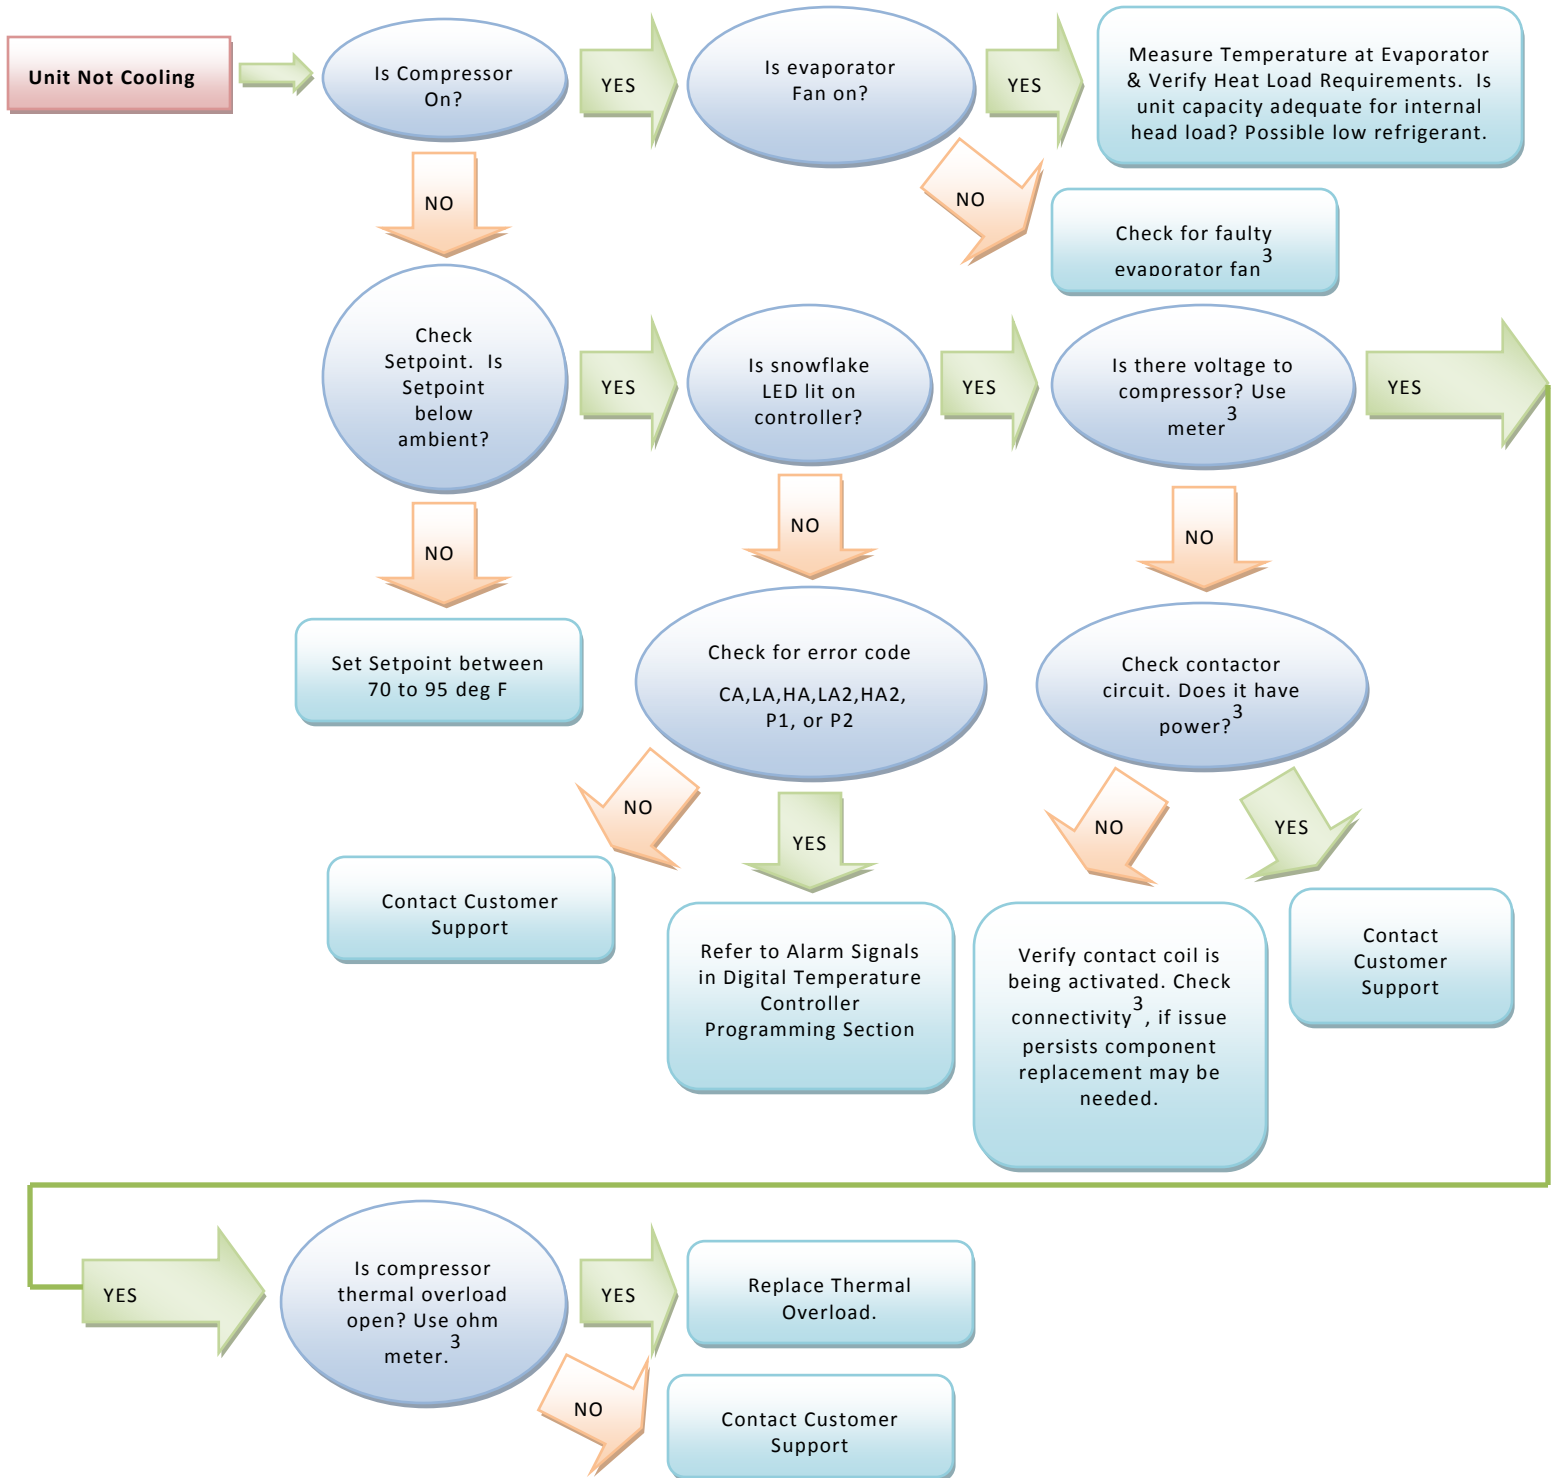 Unit Not Cooling
Is Compressor
On?
YES
Is evaporator
Fan on?
YES
Measure Temperature at Evaporator
& Verify Heat Load Requirements. Is
unit capacity adequate for internal
head load? Possible low refrigerant.
NO
NO
Check for faulty
evaporator fan3
Check
Setpoint. Is
Setpoint
below
ambient?
YES
Is snowflake
LED lit on
controller?
YES
Is there voltage to
compressor? Use
meter3
YES
NO
NO
NO
Set Setpoint between
70 to 95 deg F
Check for error code
CA,LA,HA,LA2,HA2,
P1, or P2
Check contactor
circuit. Does it have
power?3
NO
YES
NO
YES
Contact Customer
Support
Refer to Alarm Signals
in Digital Temperature
Controller
Programming Section
Verify contact coil is
being activated. Check
connectivity3, if issue
persists component
replacement may be
needed.
Contact
Customer
Support
YES
Is compressor
thermal overload
open? Use ohm
meter.3
YES
Replace Thermal
Overload.
NO
Contact Customer
Support